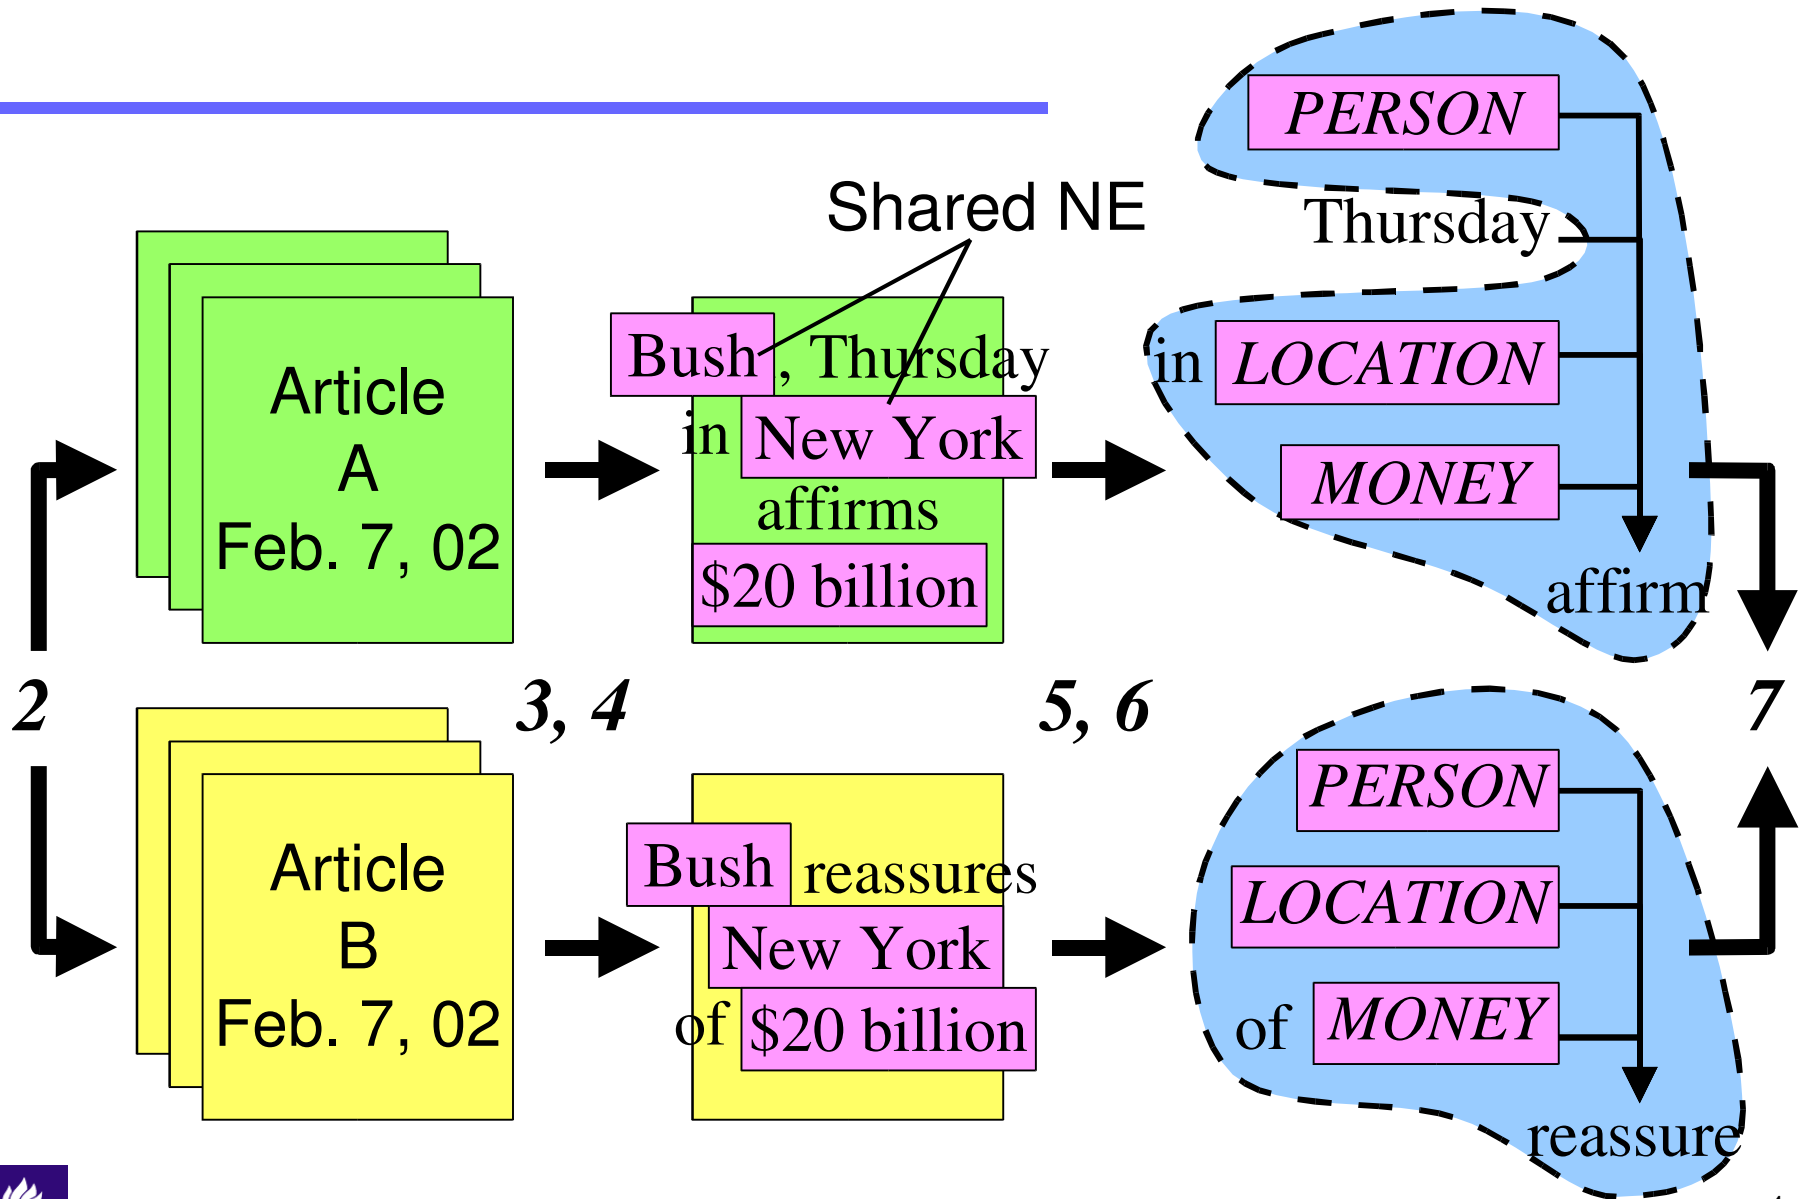 Shared NE
Article
A
Feb. 7, 02
Bush, Thursday
in New York
affirms
$20 billion
PERSON
Thursday
in LOCATION
MONEY
affirm
2
3, 4
5, 6
7
Article
B
Feb. 7, 02
Bush reassures
New York
of $20 billion
PERSON
LOCATION
of MONEY
reassure